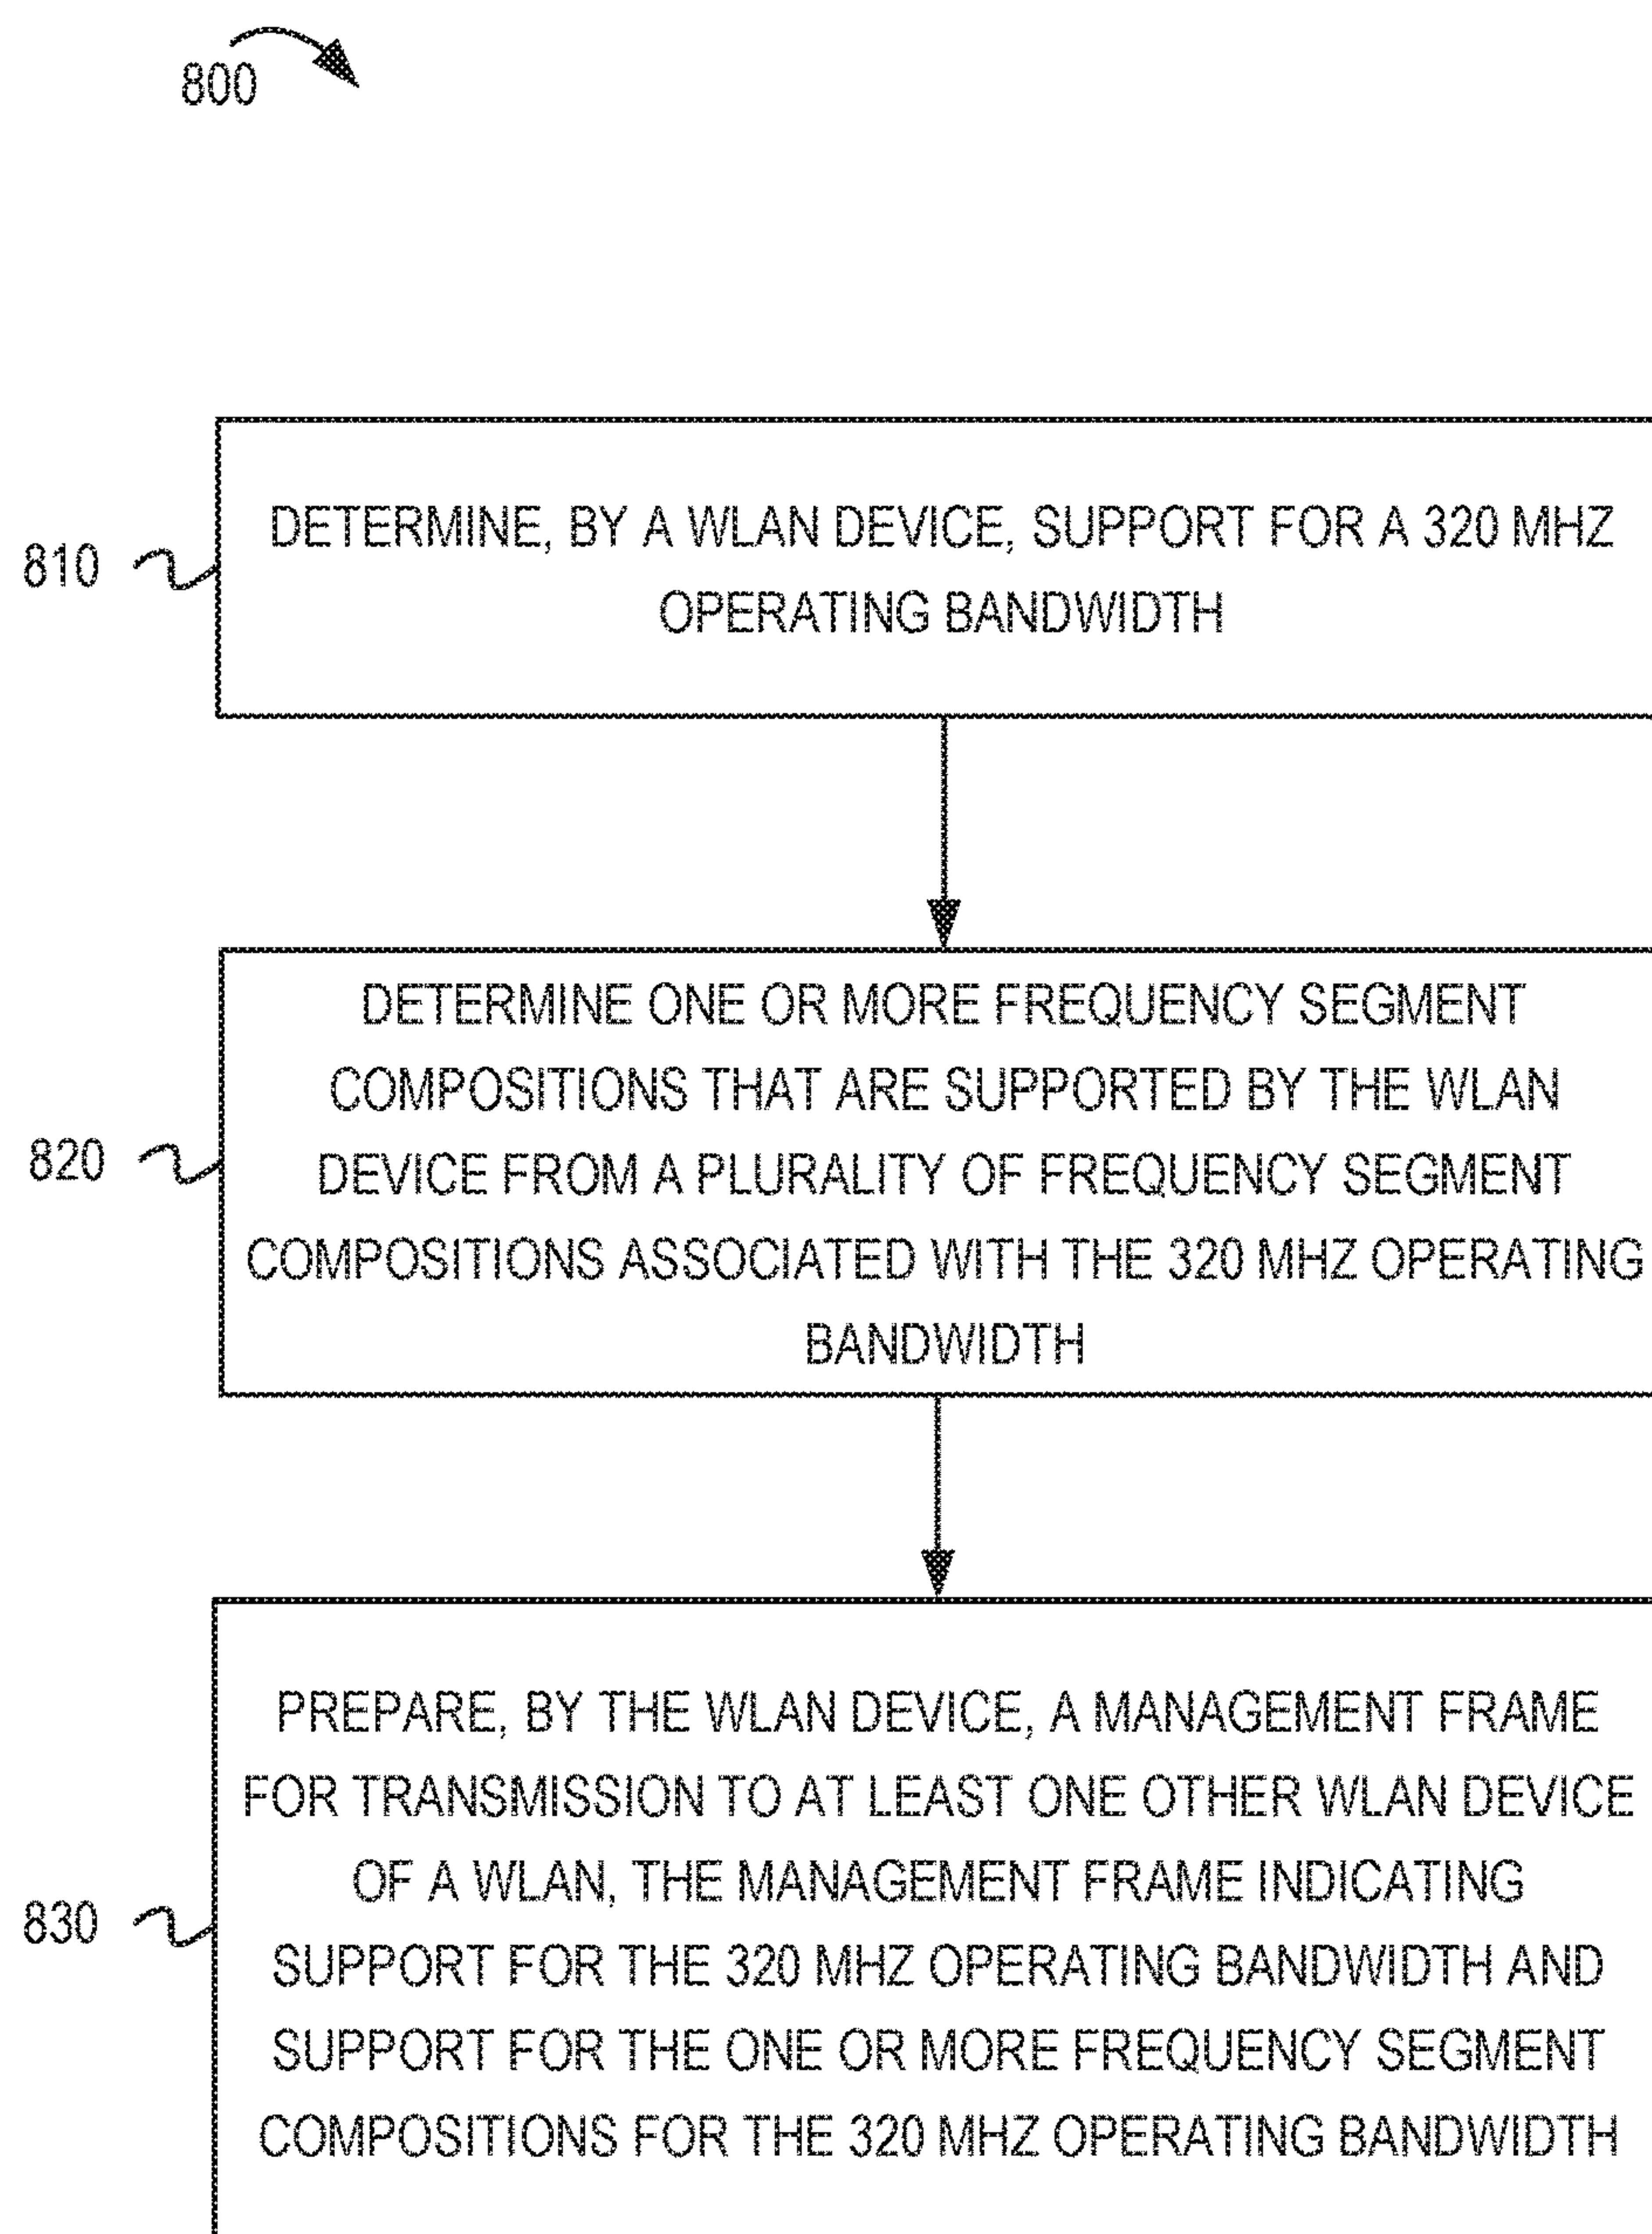 800
810
DETERMINE, BY A WLAN DEVICE, SUPPORT FOR A 320 MHZ
OPERATING BANDWIDTH
820
DETERMINE ONE OR MORE FREQUENCY SEGMENT
COMPOSITIONS THAT ARE SUPPORTED BY THE WLAN
DEVICE FROM A PLURALITY OF FREQUENCY SEGMENT
COMPOSITIONS ASSOCIATED WITH THE 320 MHZ OPERATING
BANDWIDTH
830
PREPARE, BY THE WLAN DEVICE, A MANAGEMENT FRAME
FOR TRANSMISSION TO AT LEAST ONE OTHER WLAN DEVICE
OF A WLAN, THE MANAGEMENT FRAME INDICATING
SUPPORT FOR THE 320 MHZ OPERATING BANDWIDTH AND
SUPPORT FOR THE ONE OR MORE FREQUENCY SEGMENT
COMPOSITIONS FOR THE 320 MHZ OPERATING BANDWIDTH